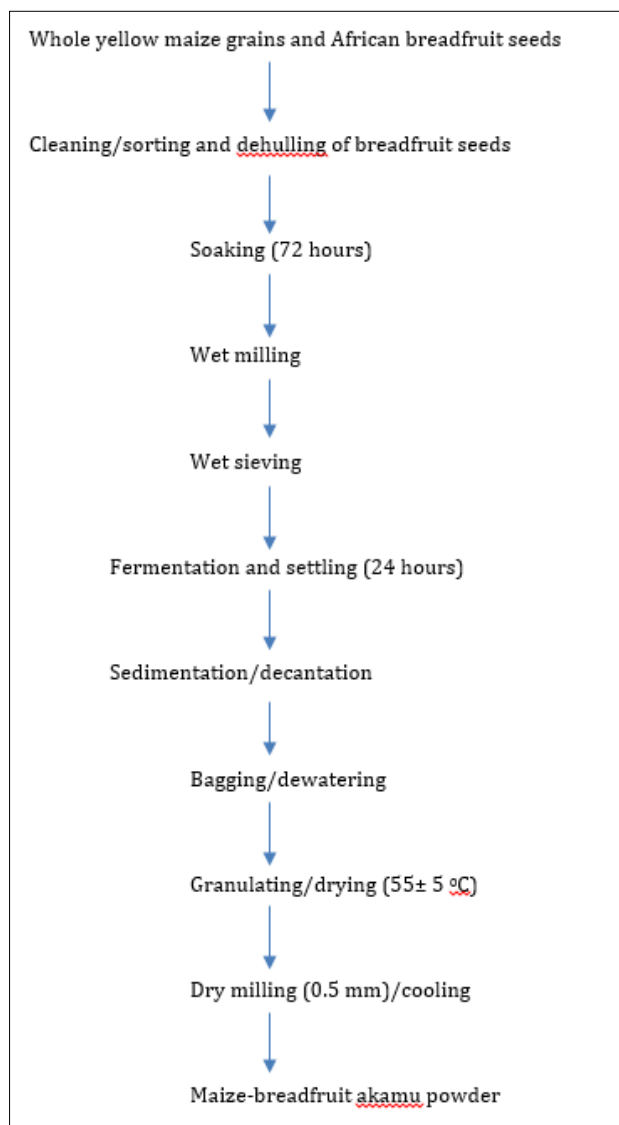 Whole yellow maize grains and African breadfruit seeds
Cleaning/sorting and dehulling of breadfruit seeds
Soaking (72 hours)
Wet milling
Wet sieving
Fermentation and settling (24 hours)
Sedimentation/decantation
Bagging/dewatering
Granulating/drying (55± 5 ºC)
Dry milling (0.5 mm)/cooling
Maize-breadfruit akamu powder